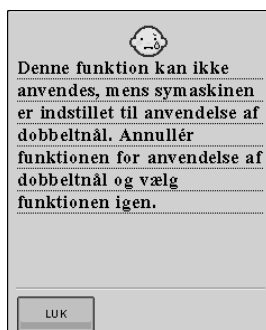 Denne funktion kan ikke
anvendes, mens symaskinen
er indstillet til anvendelse af
dobbeltnål. Annullér
funktionen for anvendelse af
dobbeltnål og vælg
funktionen igen.
LUK